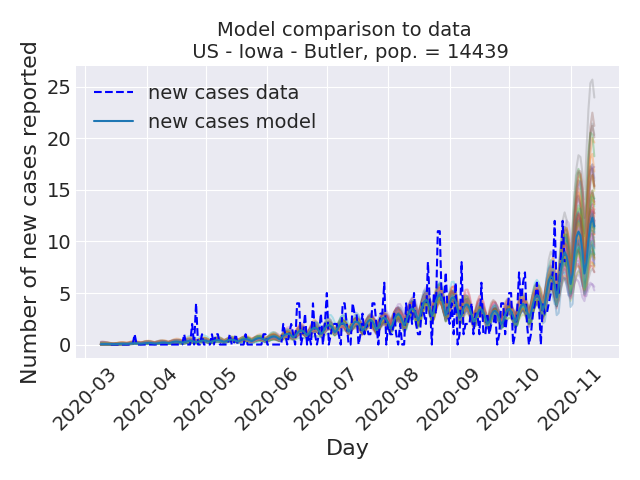 Model comparison to data
US - Iowa - Butler, pop. = 14439
Number of new cases reported
25
20
15
10
5
0
new cases data
new cases model
2020-03
2020-04
2020-05
2020-06
2020-07
2020-08
2020-09
2020-10
2020-11
Day